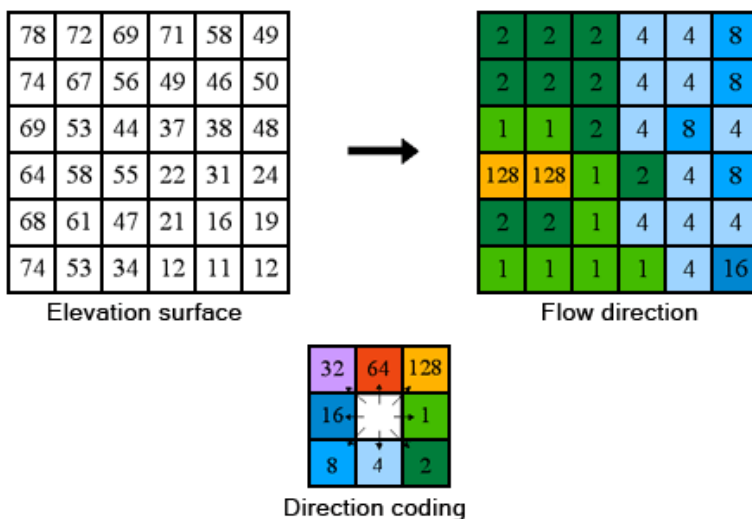 78 72 69 71 58 49 2 2 2 4 4 8
74 67 56 49 46 50 2 2 2 4 4 8
69 53 44 37 38 48 1 1 2 4 8 4
64 58 55 22 31 24 128 128 1 2 4 8
68 61 47 21 16 19 2 2 1 4 4 4
74 53 34 12 11 12 1 1 1 1 4 16
Elevation surface Flow direction
32 64 128
16 1
8 4 2
Direction coding